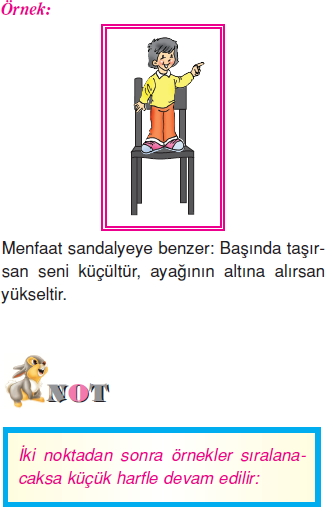 Örnek:
Menfaat sandalyeye benzer: Başında taşır-
san seni küçültür, ayağının altına alırsan
yükseltir.
NOT
İki noktadan sonra örnekler sıralana-
caksa küçük harfle devam edilir: